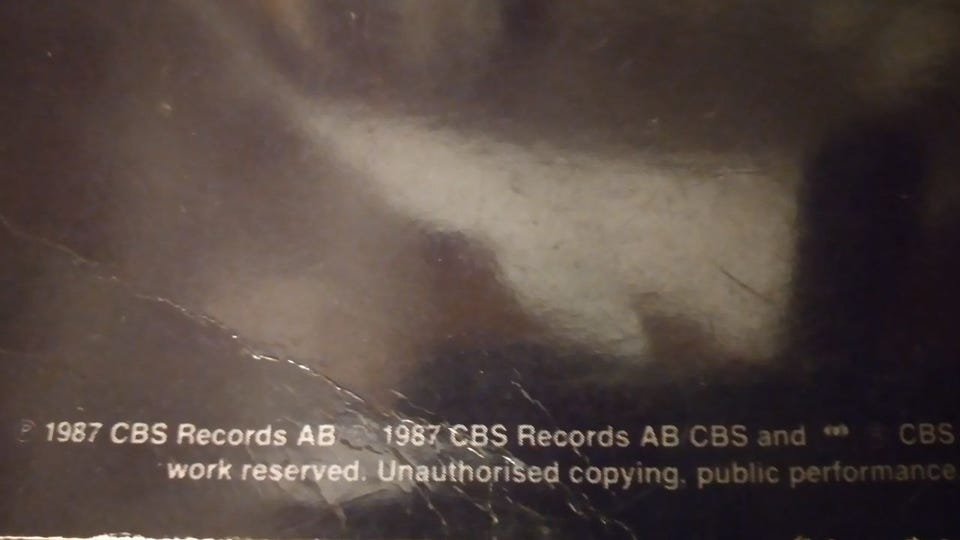 ℗ 1987 CBS Records AB © 1987 CBS Records AB CBS and CBS
work reserved. Unauthorised copying, public performance